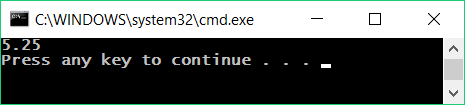 C:\WINDOWS\system32\cmd.exe
5.25
Press any key to continue . . .